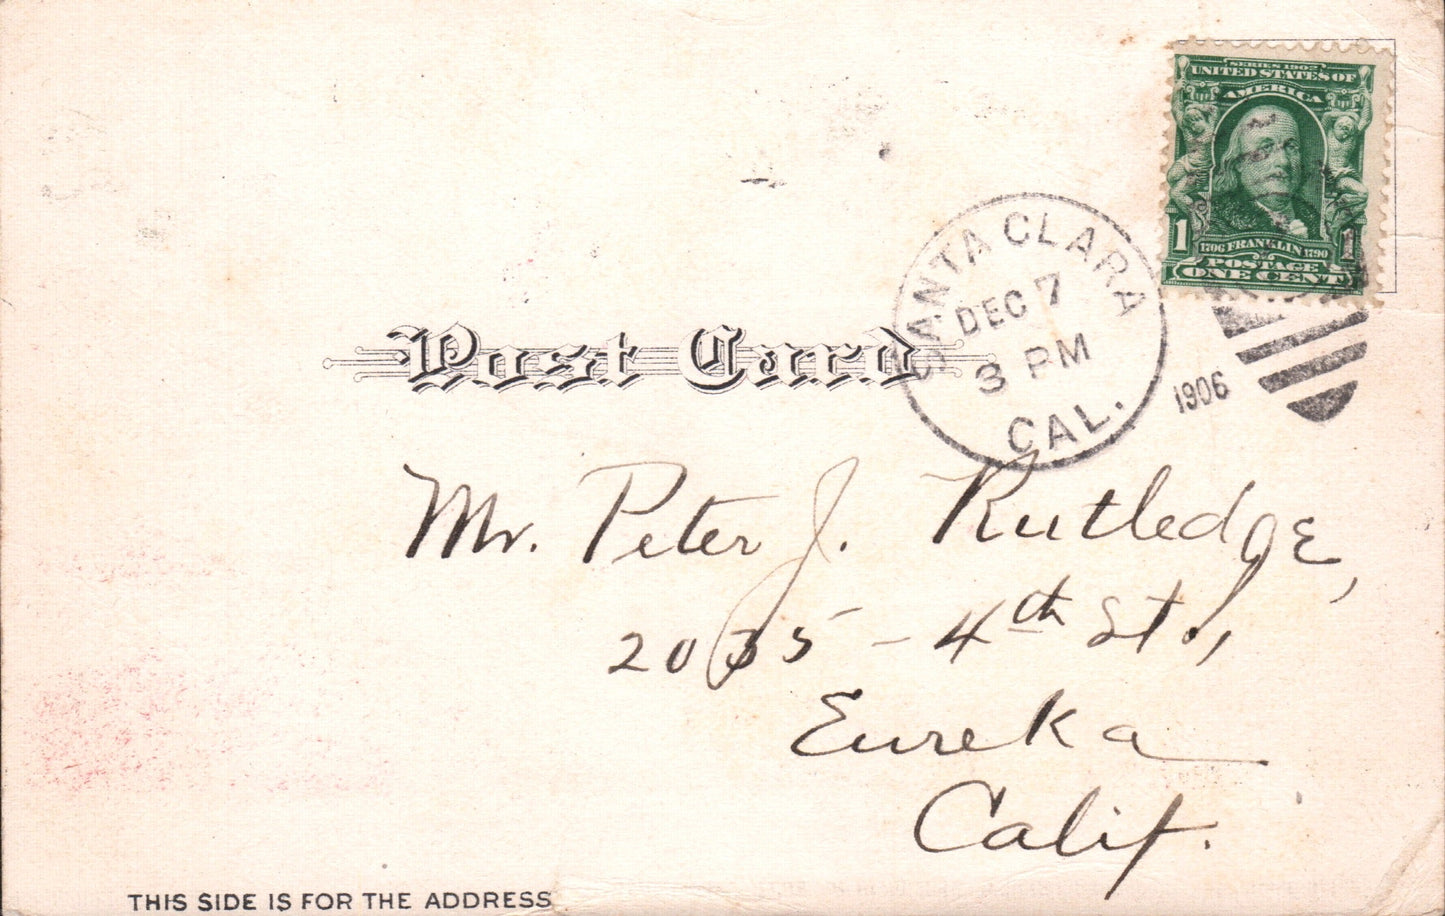 SERIES 1902
UNITED STATES OF
AMERICA
1 1
1706 FRANKLIN 1790
POSTAGE
ONE CENT
SANTA CLARA
DEC 7
3 PM
CAL.
1906
Post Card
Mr. Peter J. Rutledge,
2035 - 4th St.,
Eureka
Calif.
THIS SIDE IS FOR THE ADDRESS